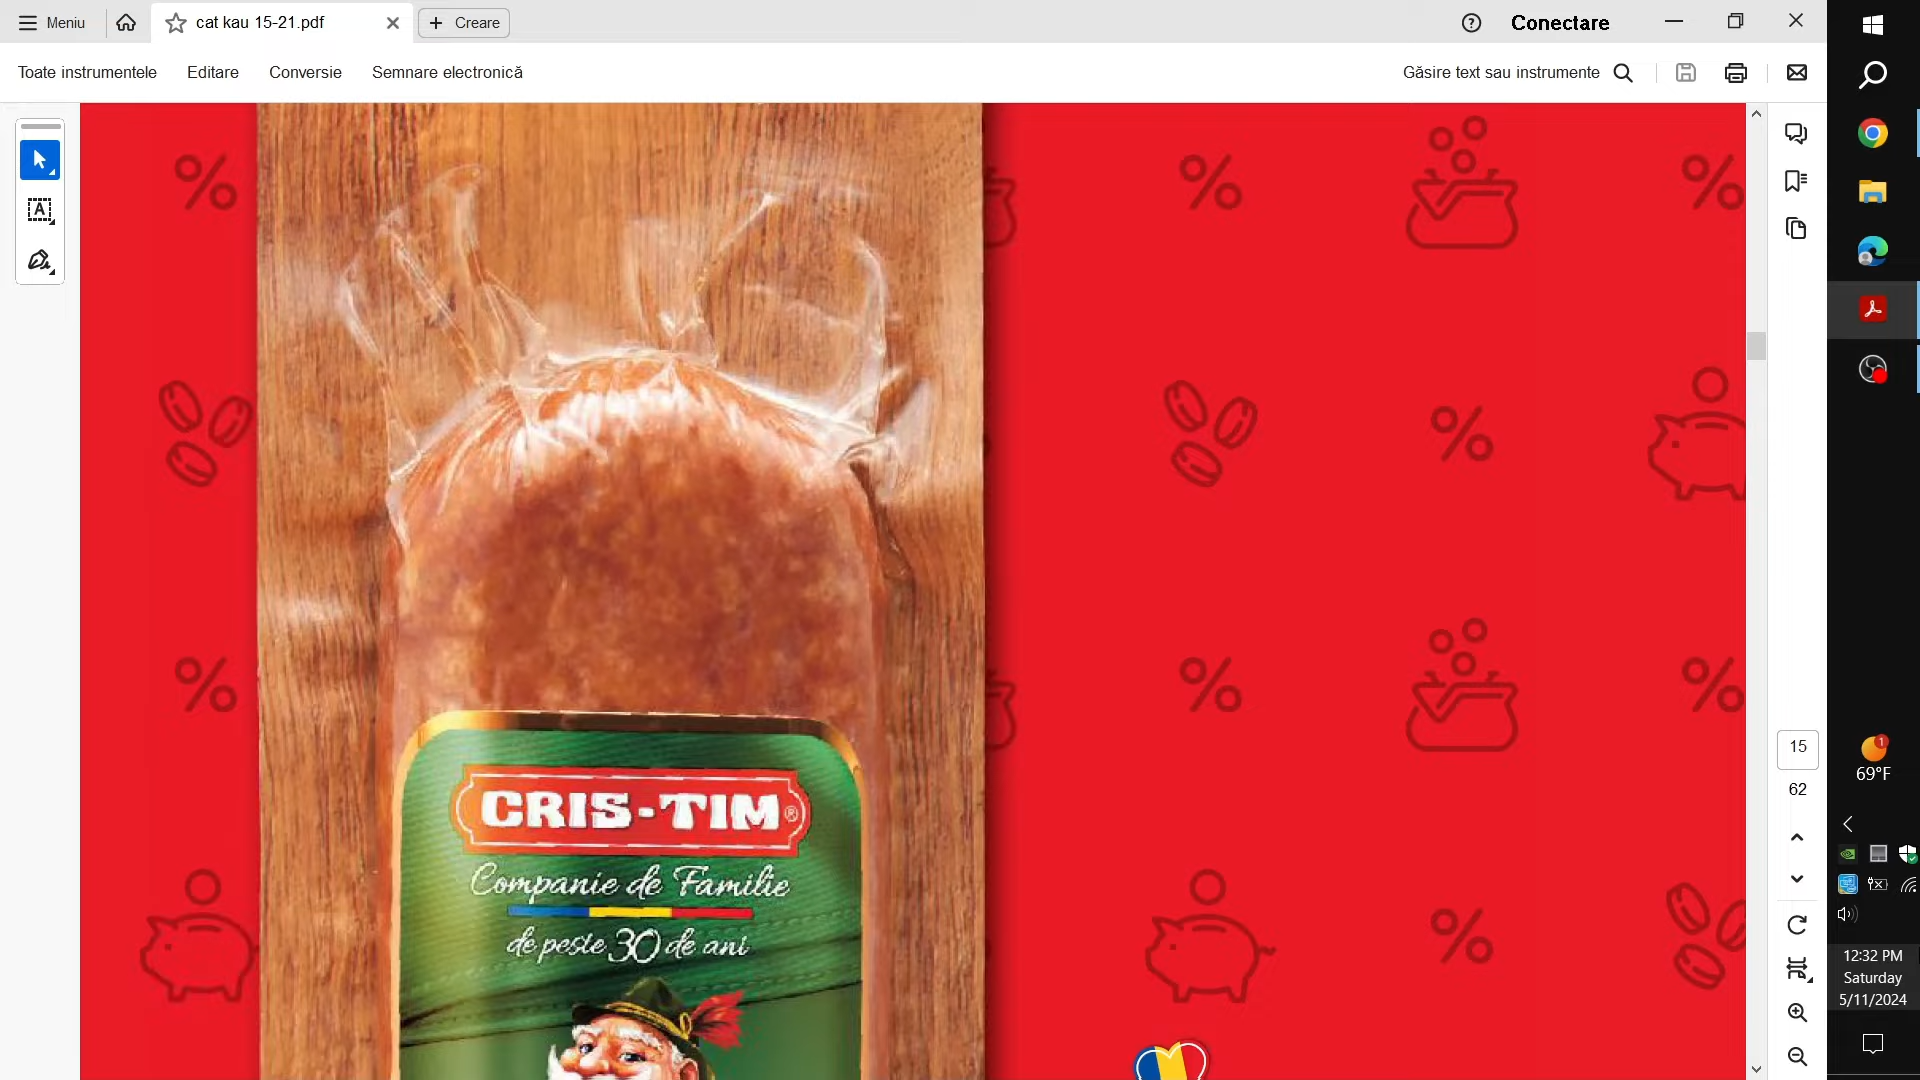 Meniu
cat kau 15-21.pdf
Creare
Conectare
Toate instrumentele
Editare
Conversie
Semnare electronică
Găsire text sau instrumente
CRIS-TIM®
Companie de Familie
de peste 30 de ani
15
62
1
69°F
12:32 PM
Saturday
5/11/2024